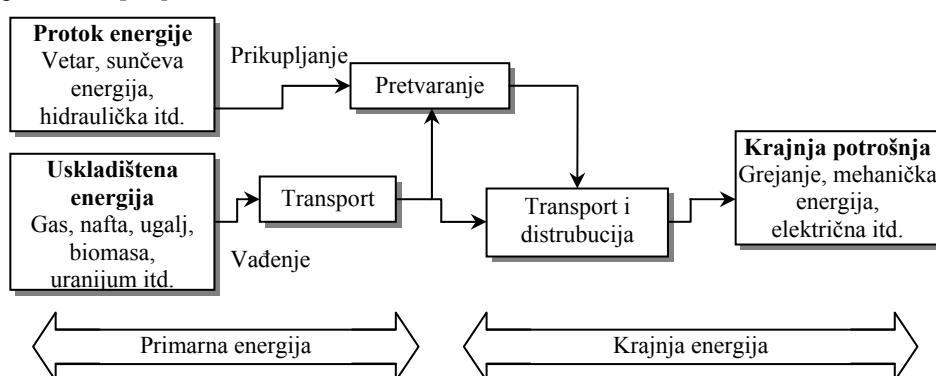 Protok energije
Vetar, sunčeva
energija,
hidraulička itd.
Prikupljanje
Pretvaranje
Uskladištena
energija
Gas, nafta, ugalj,
biomasa,
uranijum itd.
Vađenje
Transport
Transport i
distrubucija
Krajnja potrošnja
Grejanje, mehanička
energija,
električna itd.
Primarna energija
Krajnja energija